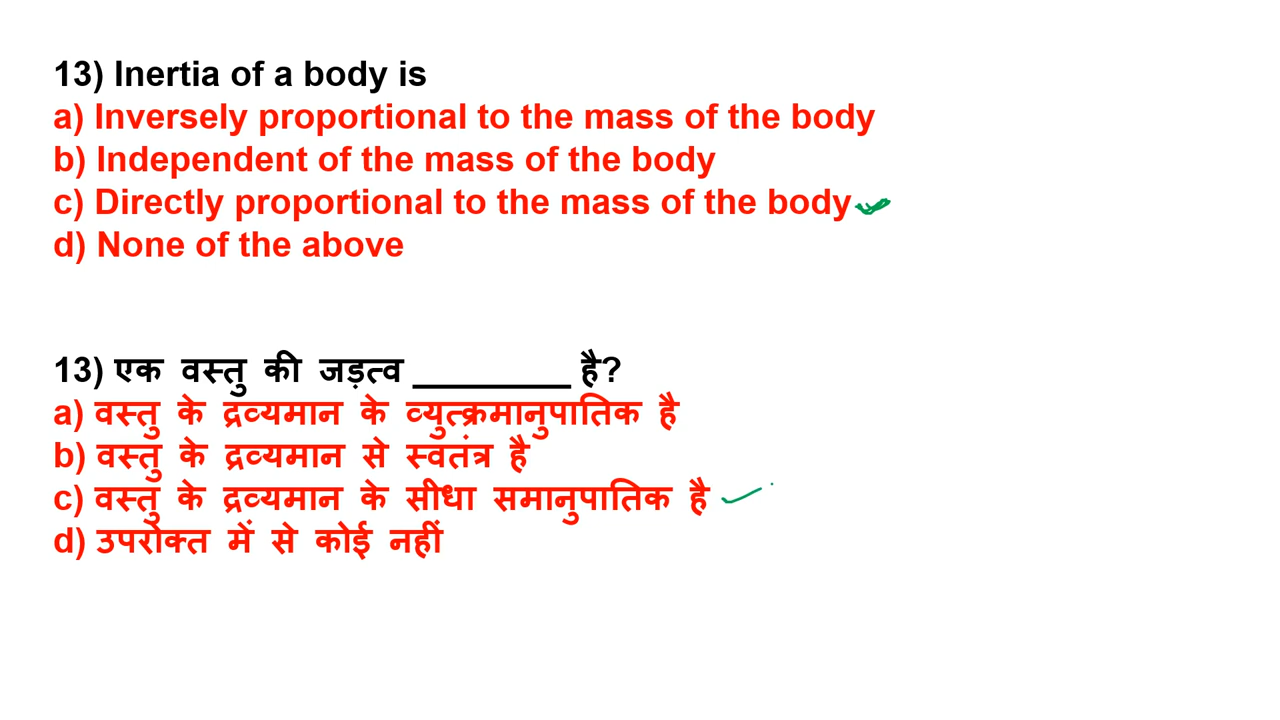 13) Inertia of a body is
a) Inversely proportional to the mass of the body
b) Independent of the mass of the body
c) Directly proportional to the mass of the body
d) None of the above
13) एक वस्तु की जड़त्व ________ है?
a) वस्तु के द्रव्यमान के व्युत्क्रमानुपातिक है
b) वस्तु के द्रव्यमान से स्वतंत्र है
c) वस्तु के द्रव्यमान के सीधा समानुपातिक है
d) उपरोक्त में से कोई नहीं